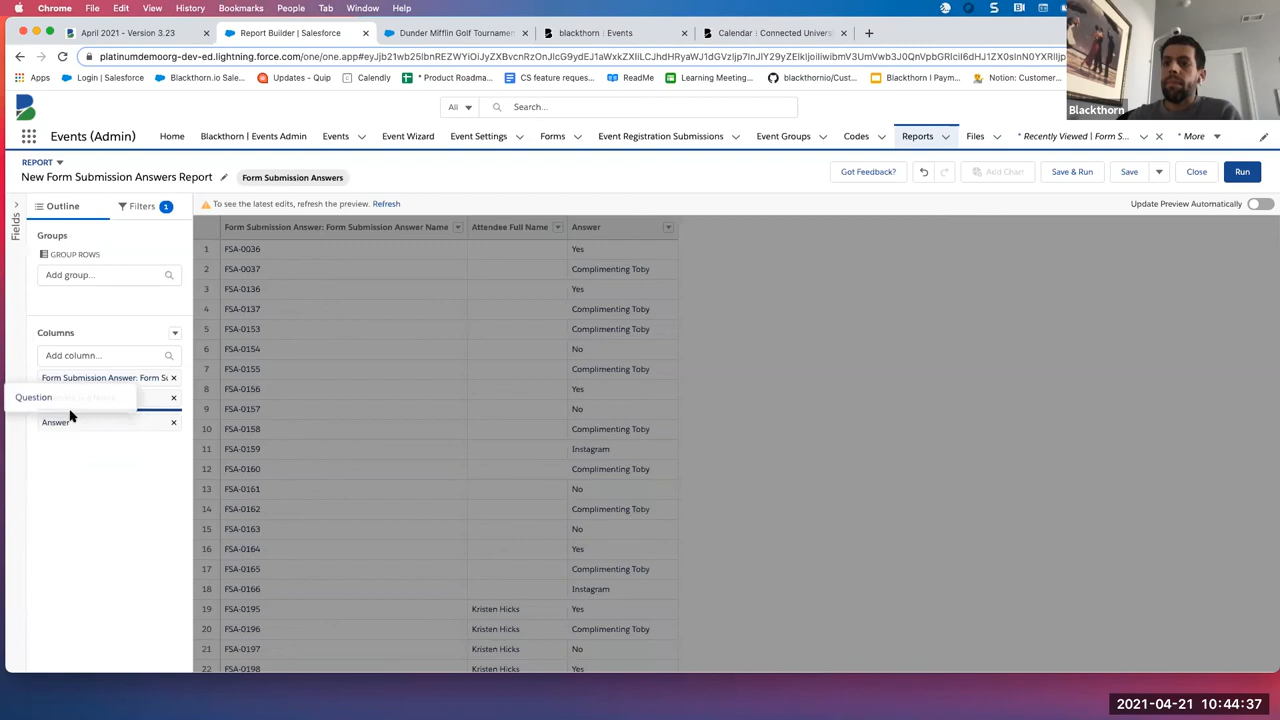 Chrome File Edit View History Bookmarks People Tab Window Help
April 2021 - Version 3.23
Report Builder | Salesforce
Dunder Mifflin Golf Tournament
blackthorn | Events
Calendar : Connected Univers
Apps Login | Salesforce Blackthorn.io Sale... Updates - Quip Calendly * Product Roadma... CS feature reques... Learning Meeting... blackthornio/Cust... Blackthorn | Paym... Notion: Customer...
Blackthorn
All Search...
Events (Admin) Home Blackthorn | Events Admin Events Event Wizard Event Settings Forms Event Registration Submissions Event Groups Codes Reports Files * Recently Viewed | Form S... * More
REPORT
New Form Submission Answers Report Form Submission Answers
Got Feedback? Add Chart Save & Run Save Close Run
Fields
Outline Filters 1
To see the latest edits, refresh the preview. Refresh
Update Preview Automatically
Groups
GROUP ROWS
Add group...
Columns
Add column...
Form Submission Answer: Form Su
Question
Answer
Form Submission Answer: Form Submission Answer Name Attendee Full Name Answer
1 FSA-0036 Yes
2 FSA-0037 Complimenting Toby
3 FSA-0136 Yes
4 FSA-0137 Complimenting Toby
5 FSA-0153 Complimenting Toby
6 FSA-0154 No
7 FSA-0155 Complimenting Toby
8 FSA-0156 Yes
9 FSA-0157 No
10 FSA-0158 Complimenting Toby
11 FSA-0159 Instagram
12 FSA-0160 Complimenting Toby
13 FSA-0161 No
14 FSA-0162 Complimenting Toby
15 FSA-0163 No
16 FSA-0164 Yes
17 FSA-0165 Complimenting Toby
18 FSA-0166 Instagram
19 FSA-0195 Kristen Hicks Yes
20 FSA-0196 Kristen Hicks Complimenting Toby
21 FSA-0197 Kristen Hicks No
22 FSA-0198 Kristen Hicks Yes
2021-04-21 10:44:37